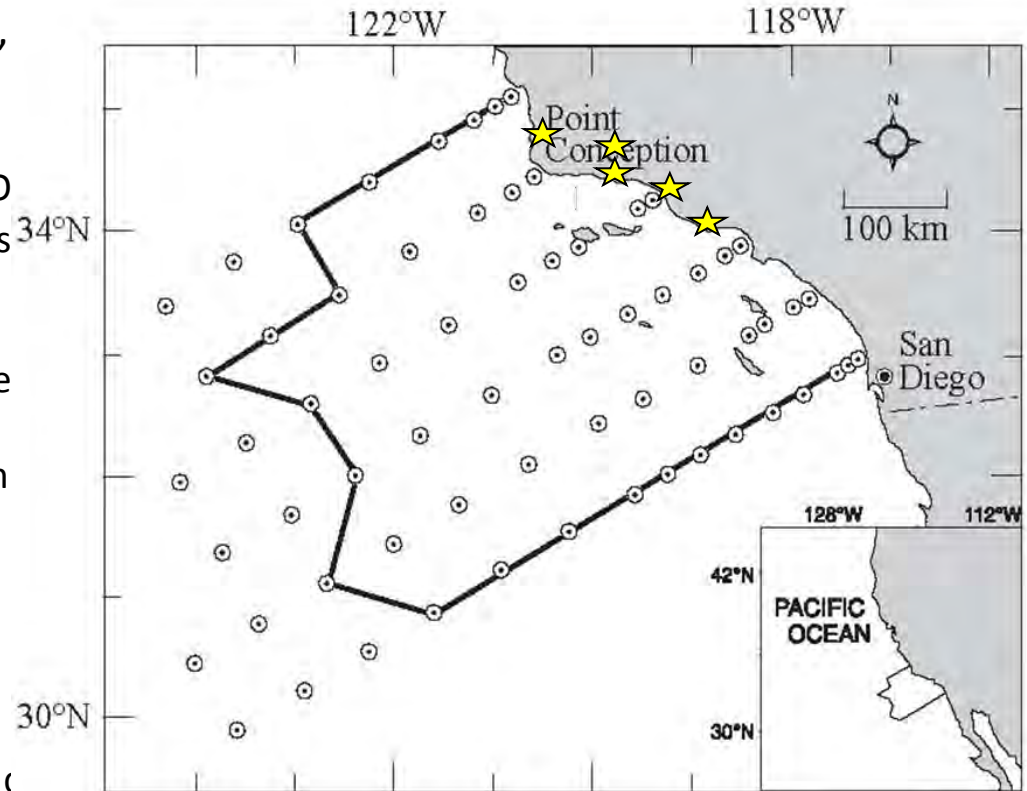 122°W 118°W
N
Point
Conception
34°N
100 km
San
Diego
128°W 112°W
42°N
PACIFIC
OCEAN
30°N
30°N